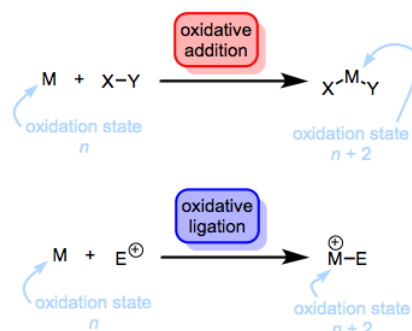 oxidative
addition
M + X–Y
X M Y
oxidation state
n
oxidation state
n + 2
oxidative
ligation
M + E⊕
⊕
M–E
oxidation state
n
oxidation state
n + 2